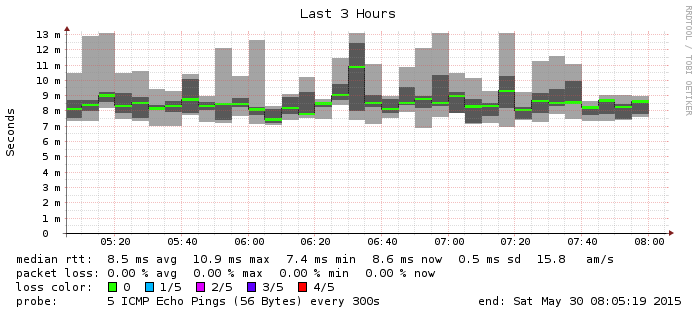 Last 3 Hours
RRDTOOL / TOBI OETIKER
Seconds
13 m
12 m
11 m
10 m
9 m
8 m
7 m
6 m
5 m
4 m
3 m
2 m
1 m
0
05:20 05:40 06:00 06:20 06:40 07:00 07:20 07:40 08:00
median rtt: 8.5 ms avg 10.9 ms max 7.4 ms min 8.6 ms now 0.5 ms sd 15.8 am/s
packet loss: 0.00 % avg 0.00 % max 0.00 % min 0.00 % now
loss color: 0 1/5 2/5 3/5 4/5
probe: 5 ICMP Echo Pings (56 Bytes) every 300s end: Sat May 30 08:05:19 2015